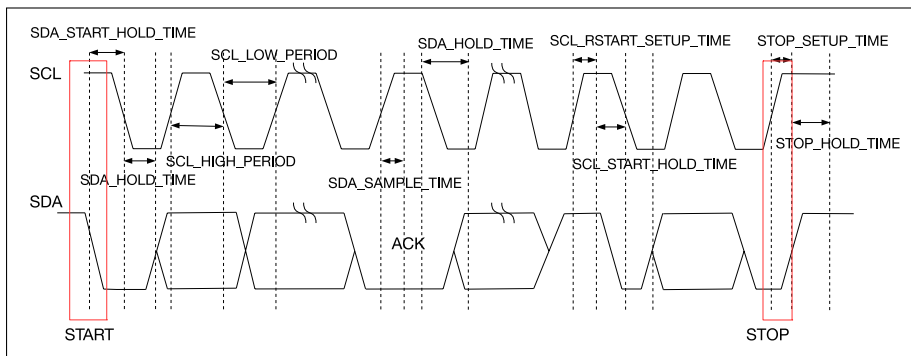 SDA_START_HOLD_TIME
SCL_LOW_PERIOD
SDA_HOLD_TIME
SCL_RSTART_SETUP_TIME
STOP_SETUP_TIME
SCL
SCL_HIGH_PERIOD
STOP_HOLD_TIME
SCL_START_HOLD_TIME
SDA_HOLD_TIME
SDA_SAMPLE_TIME
SDA
ACK
START
STOP